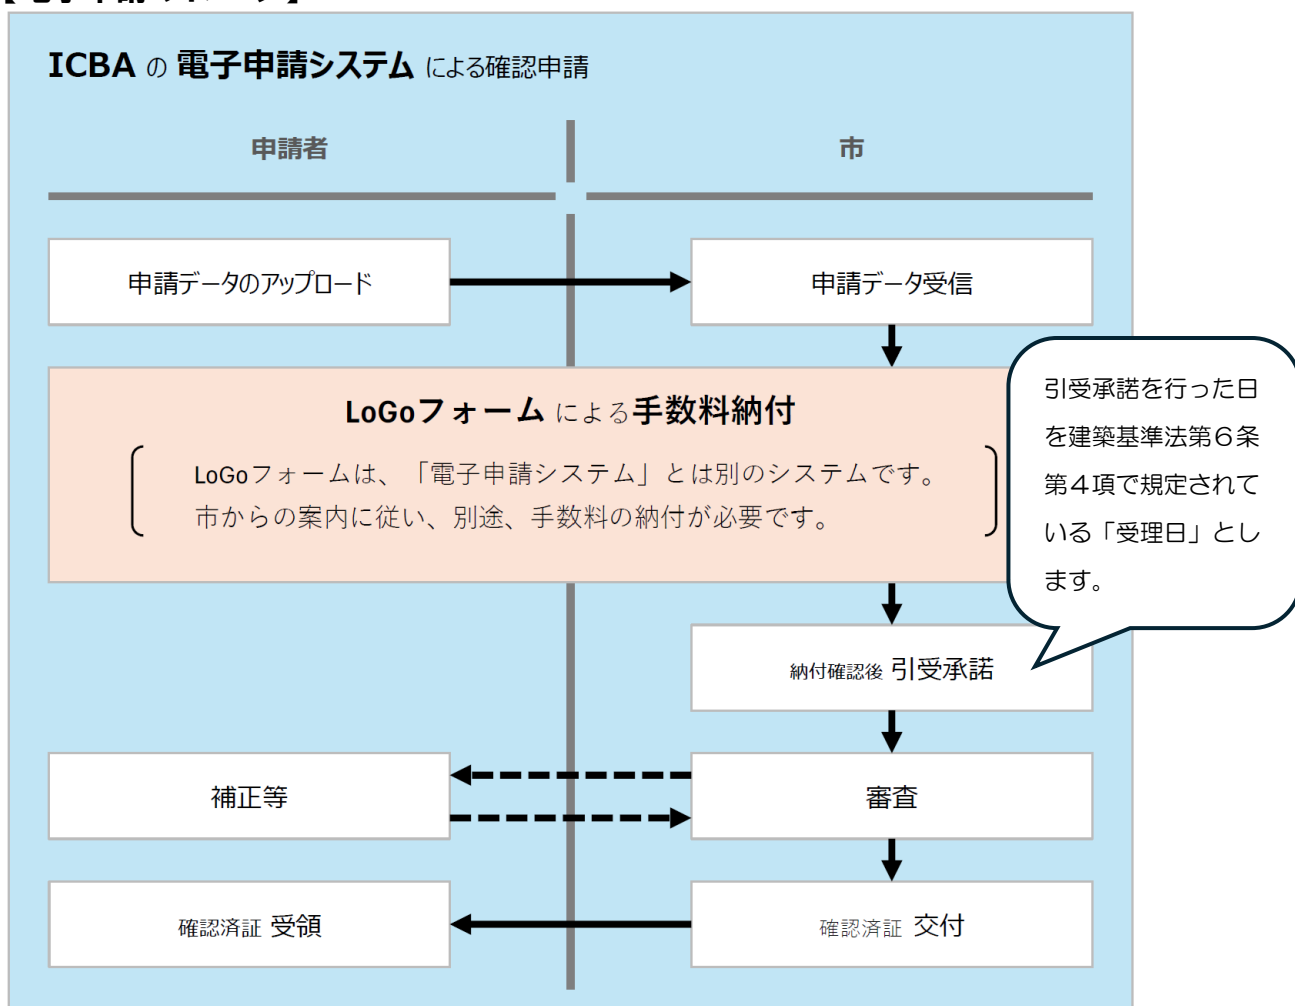 ICBA の 電子申請システム による確認申請
申請者
市
申請データのアップロード
申請データ受信
LoGoフォーム による手数料納付
LoGoフォームは、「電子申請システム」とは別のシステムです。
市からの案内に従い、別途、手数料の納付が必要です。
引受承諾を行った日
を建築基準法第６条
第４項で規定されて
いる「受理日」とし
ます。
納付確認後 引受承諾
補正等
審査
確認済証 受領
確認済証 交付